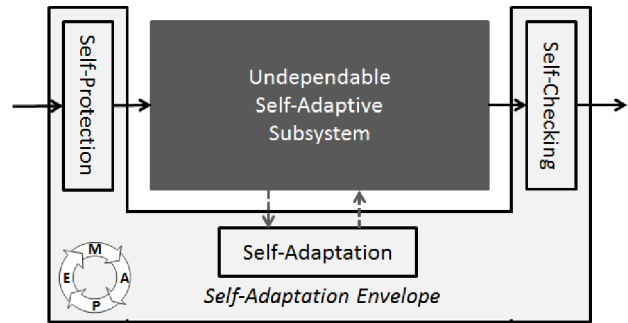 Self-Protection
Undependable
Self-Adaptive
Subsystem
Self-Checking
Self-Adaptation
Self-Adaptation Envelope
M
A
P
E